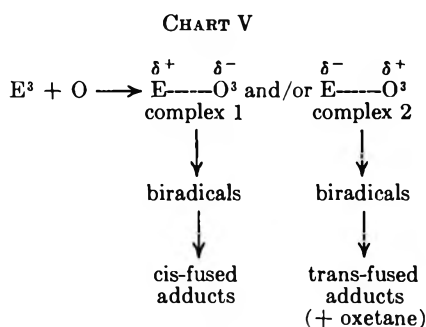 CHART V
δ+ δ- δ- δ+
E³ + O ⟶ E-----O³ and/or E-----O³
complex 1 complex 2
biradicals biradicals
cis-fused trans-fused
adducts adducts
(+ oxetane)